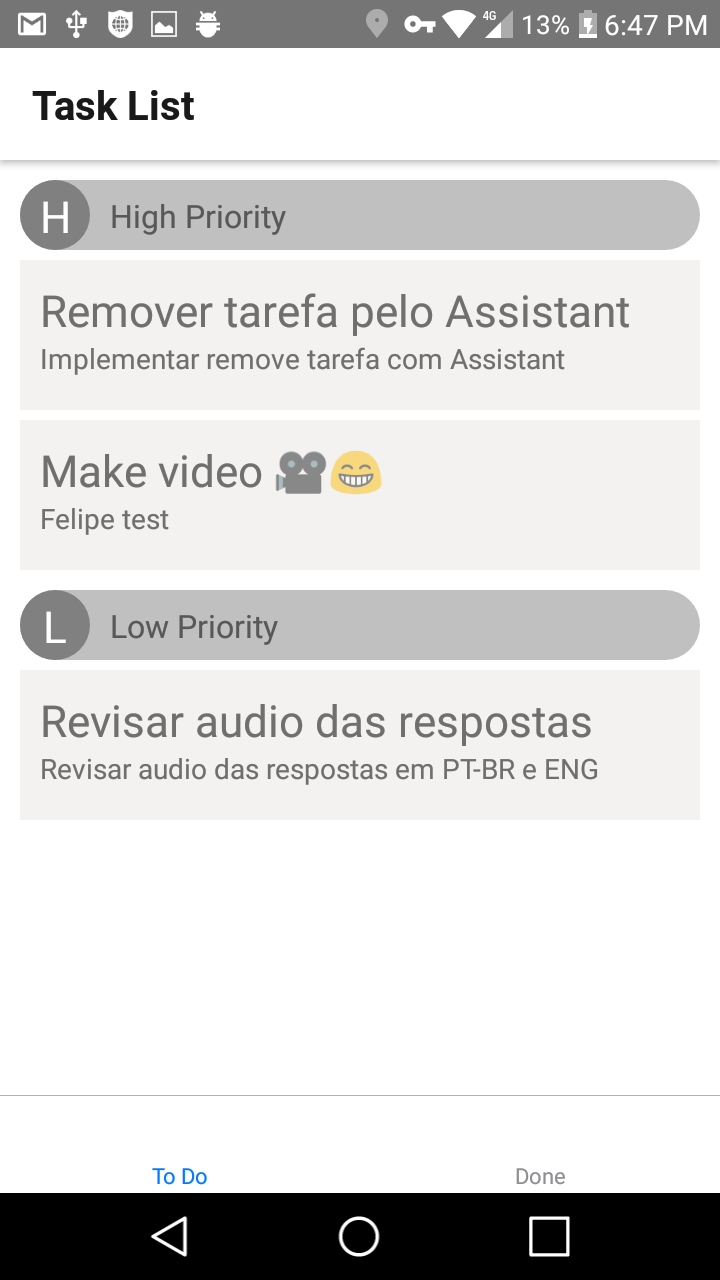 4G 13% 6:47 PM
Task List
H High Priority
Remover tarefa pelo Assistant
Implementar remove tarefa com Assistant
Make video 🎥😁
Felipe test
L Low Priority
Revisar audio das respostas
Revisar audio das respostas em PT-BR e ENG
To Do Done